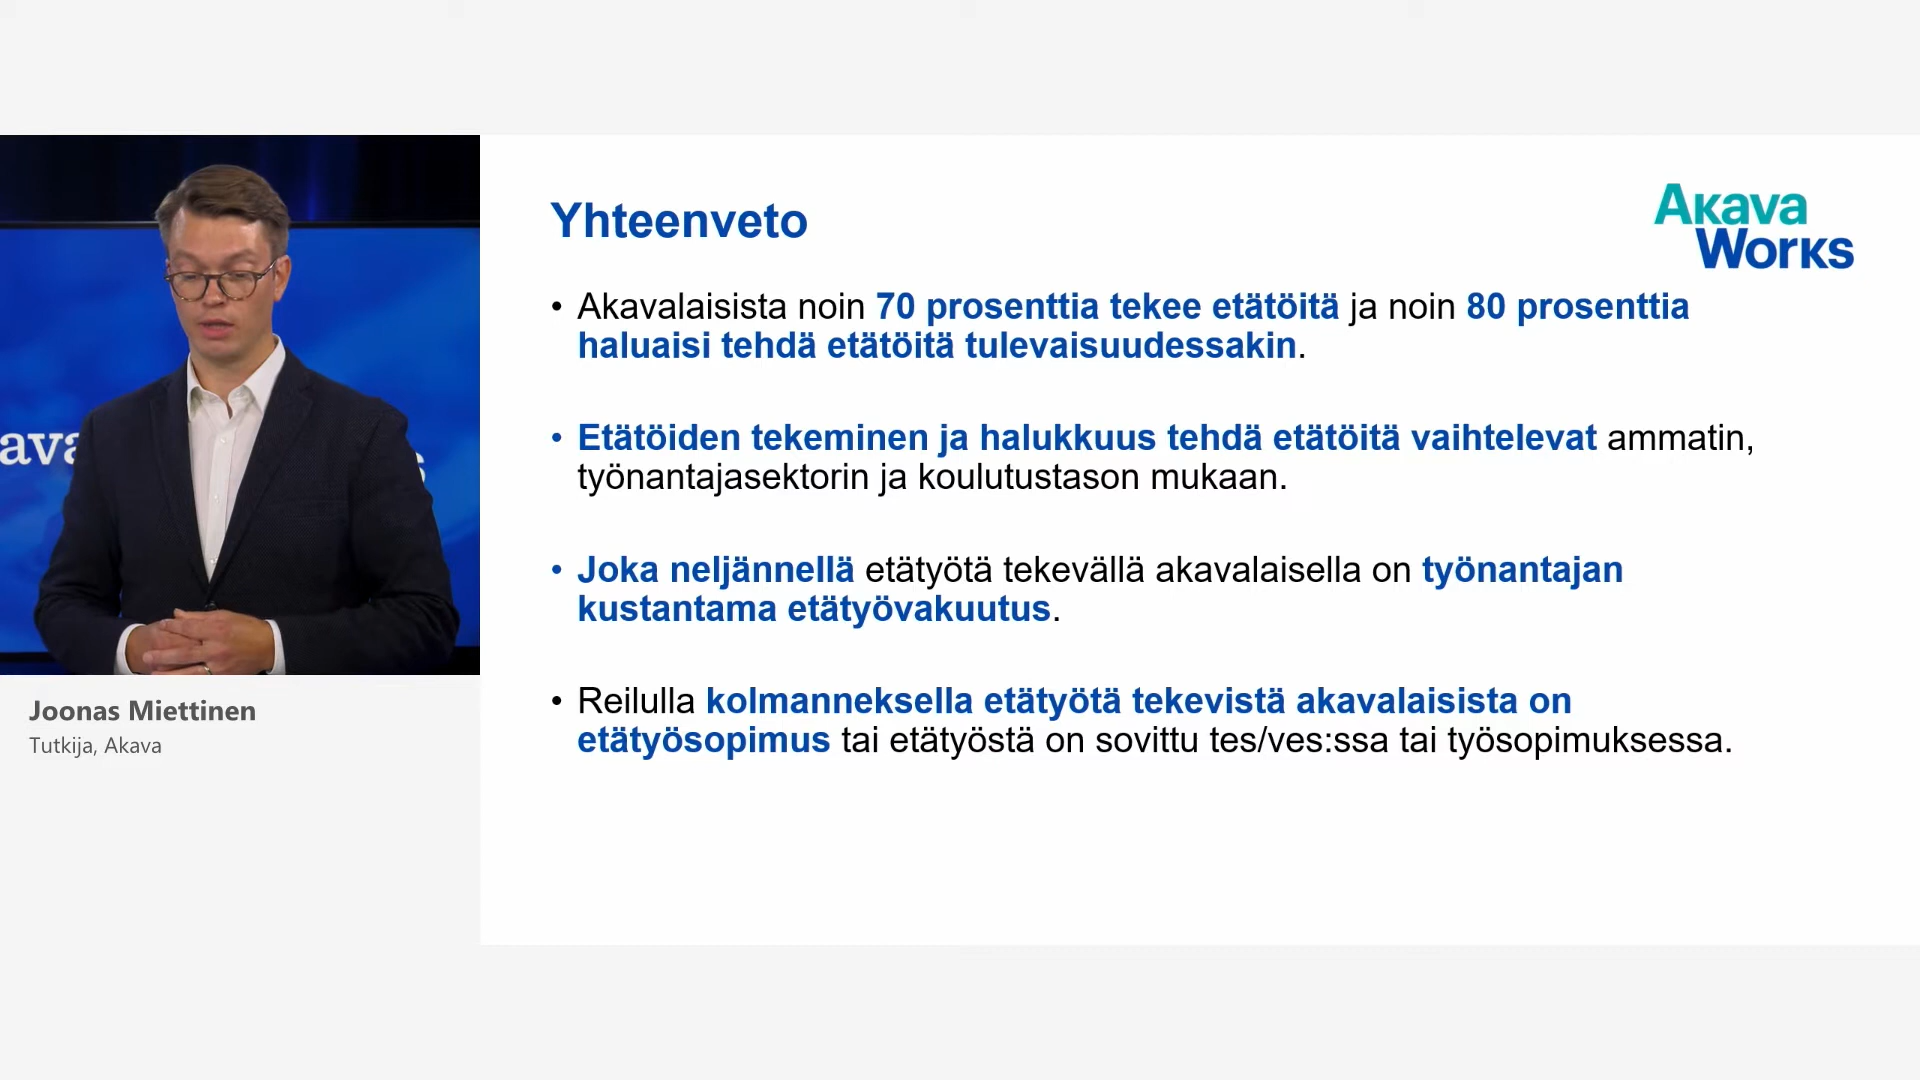 Yhteenveto
Akava
Works
• Akavalaisista noin 70 prosenttia tekee etätöitä ja noin 80 prosenttia
haluaisi tehdä etätöitä tulevaisuudessakin.
• Etätöiden tekeminen ja halukkuus tehdä etätöitä vaihtelevat ammatin,
työnantajasektorin ja koulutustason mukaan.
• Joka neljännellä etätyötä tekevällä akavalaisella on työnantajan
kustantama etätyövakuutus.
• Reilulla kolmanneksella etätyötä tekevistä akavalaisista on
etätyösopimus tai etätyöstä on sovittu tes/ves:ssa tai työsopimuksessa.
Joonas Miettinen
Tutkija, Akava